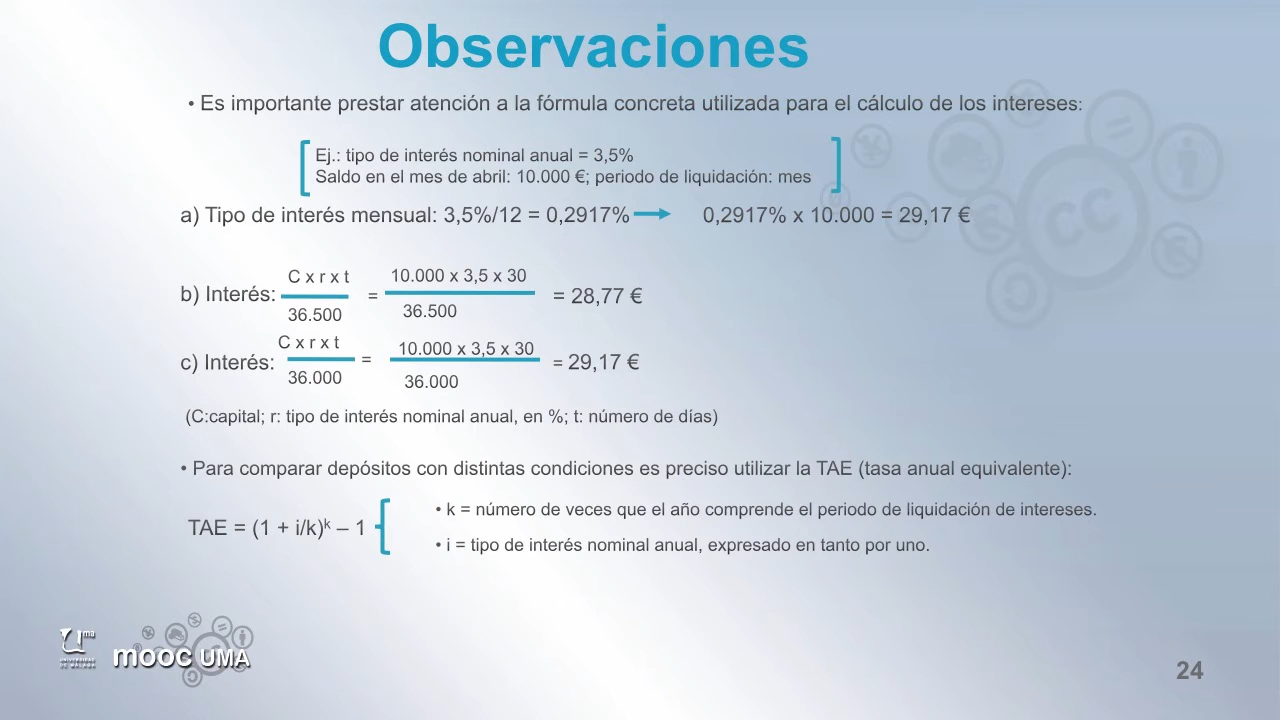 Observaciones
• Es importante prestar atención a la fórmula concreta utilizada para el cálculo de los intereses:
Ej.: tipo de interés nominal anual = 3,5%
Saldo en el mes de abril: 10.000 €; periodo de liquidación: mes
a) Tipo de interés mensual: 3,5%/12 = 0,2917% 0,2917% x 10.000 = 29,17 €
C x r x t 10.000 x 3,5 x 30
b) Interés: = = 28,77 €
36.500 36.500
C x r x t 10.000 x 3,5 x 30
c) Interés: = = 29,17 €
36.000 36.000
(C:capital; r: tipo de interés nominal anual, en %; t: número de días)
• Para comparar depósitos con distintas condiciones es preciso utilizar la TAE (tasa anual equivalente):
• k = número de veces que el año comprende el periodo de liquidación de intereses.
TAE = (1 + i/k)ᵏ – 1
• i = tipo de interés nominal anual, expresado en tanto por uno.
uma
UNIVERSIDAD
DE MÁLAGA
mooc UMA
24